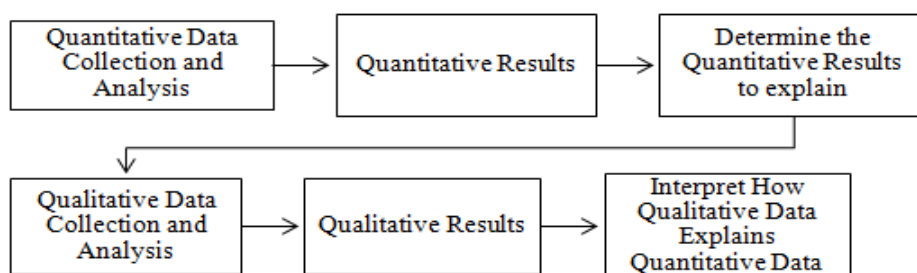 Quantitative Data
Collection and
Analysis
Quantitative Results
Determine the
Quantitative Results
to explain
Qualitative Data
Collection and
Analysis
Qualitative Results
Interpret How
Qualitative Data
Explains
Quantitative Data